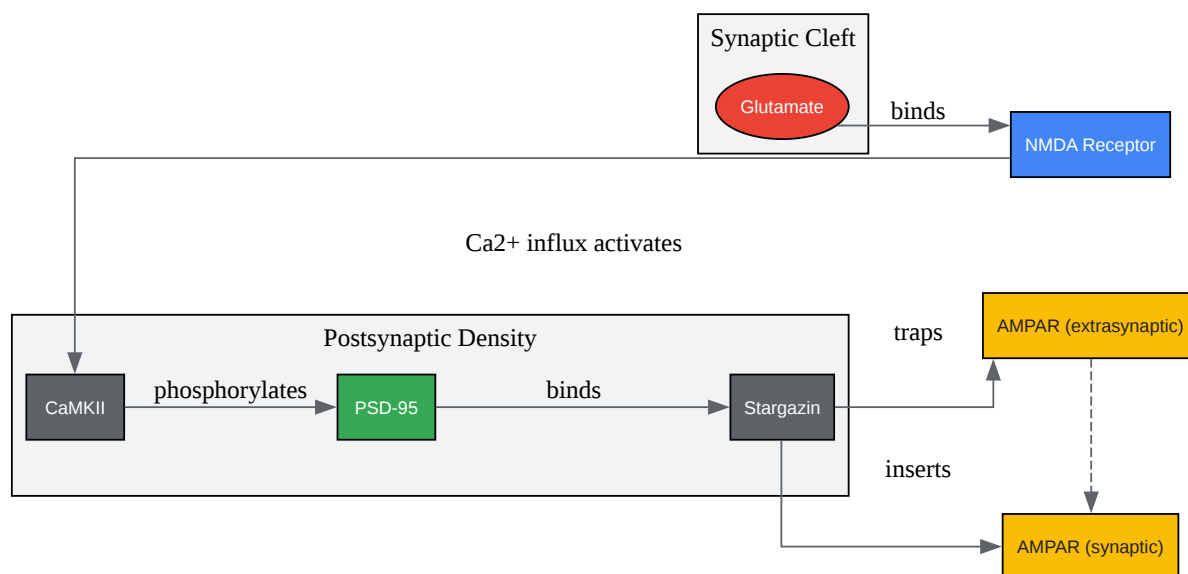 Synaptic Cleft
Glutamate
binds
NMDA Receptor
Ca2+ influx activates
Postsynaptic Density
CaMKII
phosphorylates
PSD-95
binds
Stargazin
traps
AMPAR (extrasynaptic)
inserts
AMPAR (synaptic)